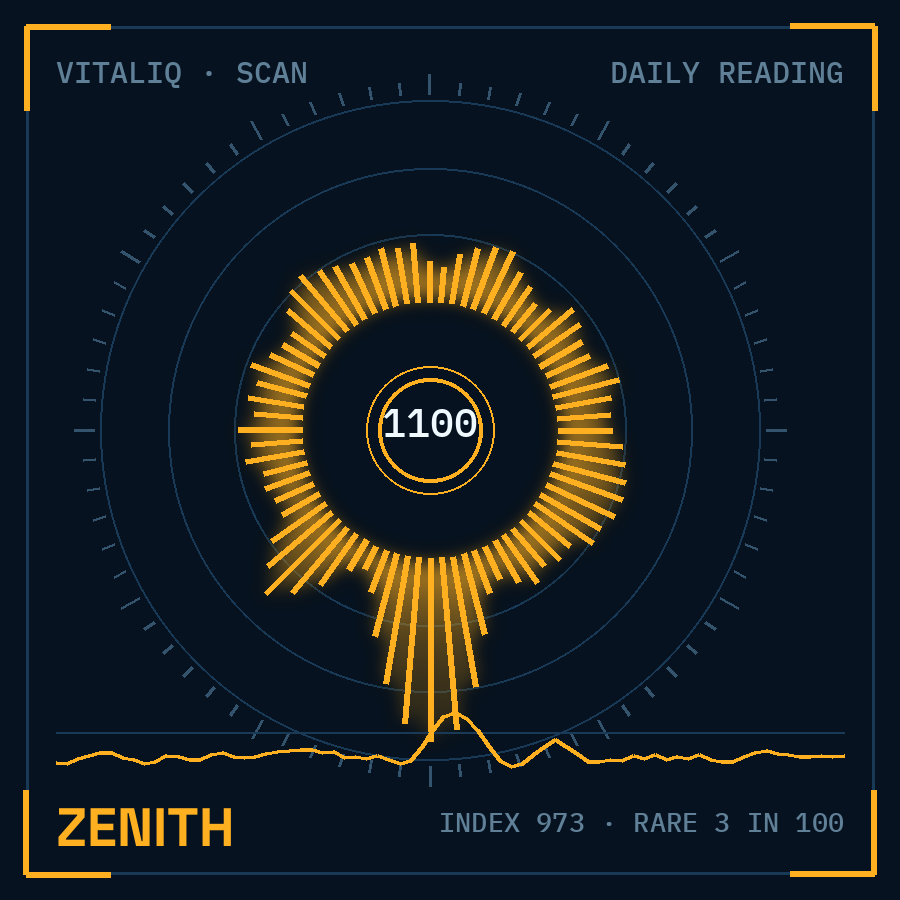 VITALIQ · SCAN
DAILY READING
1100
ZENITH
INDEX 973 · RARE 3 IN 100